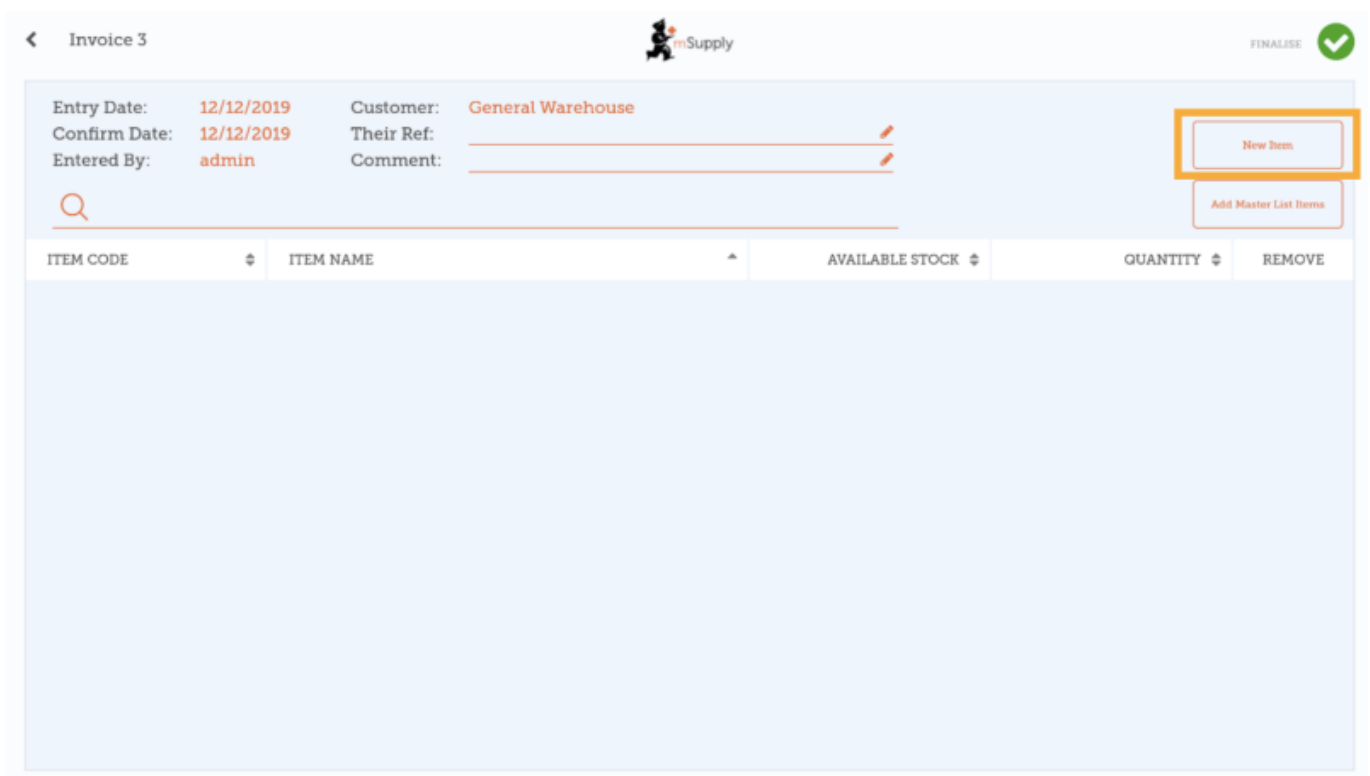 Invoice 3
mSupply
FINALISE
Entry Date: 12/12/2019 Customer: General Warehouse
Confirm Date: 12/12/2019 Their Ref:
Entered By: admin Comment:
New Item
Add Master List Items
ITEM CODE ITEM NAME AVAILABLE STOCK QUANTITY REMOVE